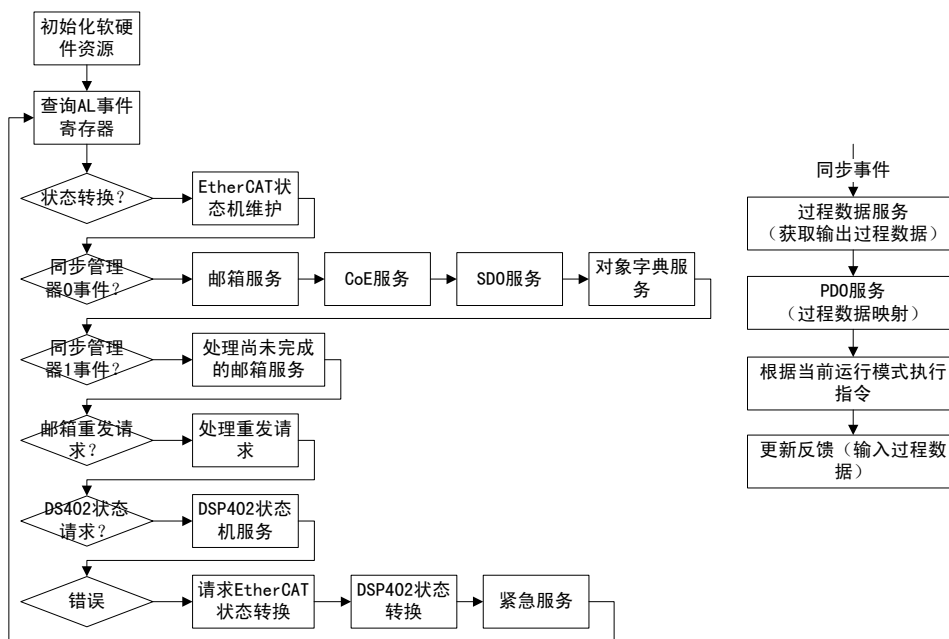 初始化软硬
件资源
查询AL事件
寄存器
状态转换？
EtherCAT状
态机维护
同步管理
器0事件？
邮箱服务
CoE服务
SDO服务
对象字典服
务
同步管理
器1事件？
处理尚未完成
的邮箱服务
邮箱重发请
求？
处理重发请
求
DS402状态
请求？
DSP402状态
机服务
错误
请求EtherCAT
状态转换
DSP402状态
转换
紧急服务
同步事件
过程数据服务
（获取输出过程数据）
PDO服务
（过程数据映射）
根据当前运行模式执行
指令
更新反馈（输入过程数
据）